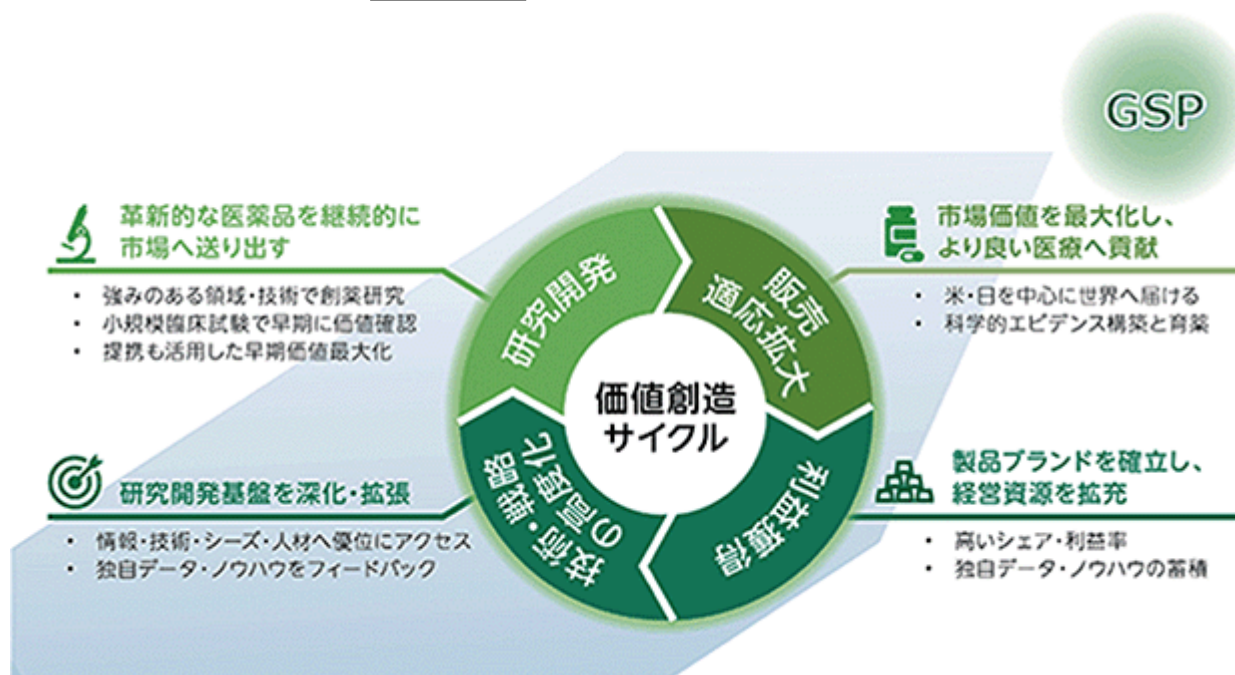 GSP
革新的な医薬品を継続的に
市場へ送り出す
• 強みのある領域・技術で創薬研究
• 小規模臨床試験で早期に価値確認
• 提携も活用した早期価値最大化
市場価値を最大化し、
より良い医療へ貢献
• 米・日を中心に世界へ届ける
• 科学的エビデンス構築と育薬
研究開発
販売
適応拡大
価値創造
サイクル
技術・機能
の高度化
利益獲得
研究開発基盤を深化・拡張
• 情報・技術・シーズ・人材へ優位にアクセス
• 独自データ・ノウハウをフィードバック
製品ブランドを確立し、
経営資源を拡充
• 高いシェア・利益率
• 独自データ・ノウハウの蓄積